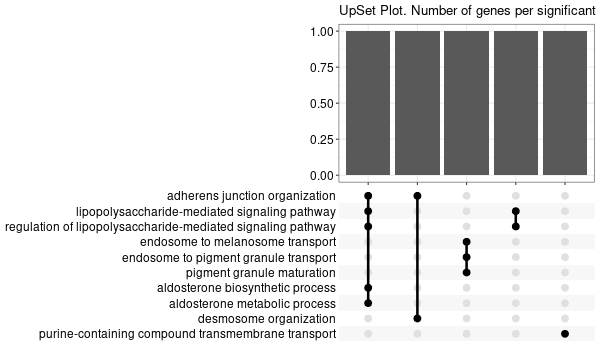 UpSet Plot. Number of genes per significant
1.00
0.75
0.50
0.25
0.00
adherens junction organization
lipopolysaccharide-mediated signaling pathway
regulation of lipopolysaccharide-mediated signaling pathway
endosome to melanosome transport
endosome to pigment granule transport
pigment granule maturation
aldosterone biosynthetic process
aldosterone metabolic process
desmosome organization
purine-containing compound transmembrane transport